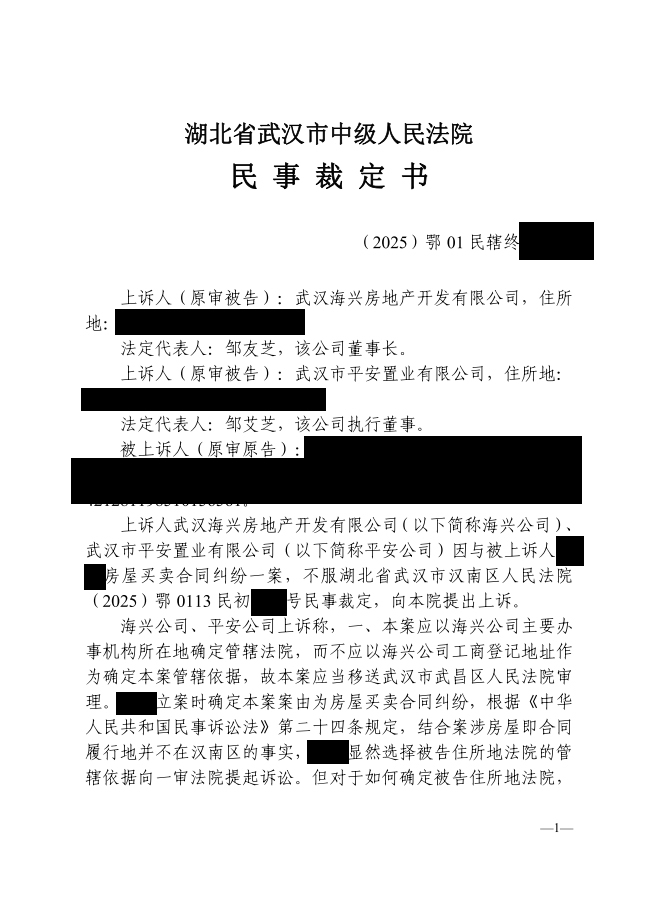 湖北省武汉市中级人民法院
民事裁定书
（2025）鄂 01 民辖终
上诉人（原审被告）：武汉海兴房地产开发有限公司，住所
地：
法定代表人：邹友芝，该公司董事长。
上诉人（原审被告）：武汉市平安置业有限公司，住所地：
法定代表人：邹艾芝，该公司执行董事。
被上诉人（原审原告）：
上诉人武汉海兴房地产开发有限公司（以下简称海兴公司）、
武汉市平安置业有限公司（以下简称平安公司）因与被上诉人
房屋买卖合同纠纷一案，不服湖北省武汉市汉南区人民法院
（2025）鄂 0113 民初 号民事裁定，向本院提出上诉。
海兴公司、平安公司上诉称，一、本案应以海兴公司主要办
事机构所在地确定管辖法院，而不应以海兴公司工商登记地址作
为确定本案管辖依据，故本案应当移送武汉市武昌区人民法院审
理。 立案时确定本案案由为房屋买卖合同纠纷，根据《中华
人民共和国民事诉讼法》第二十四条规定，结合案涉房屋即合同
履行地并不在汉南区的事实， 显然选择被告住所地法院的管
辖依据向一审法院提起诉讼。但对于如何确定被告住所地法院，
—1—